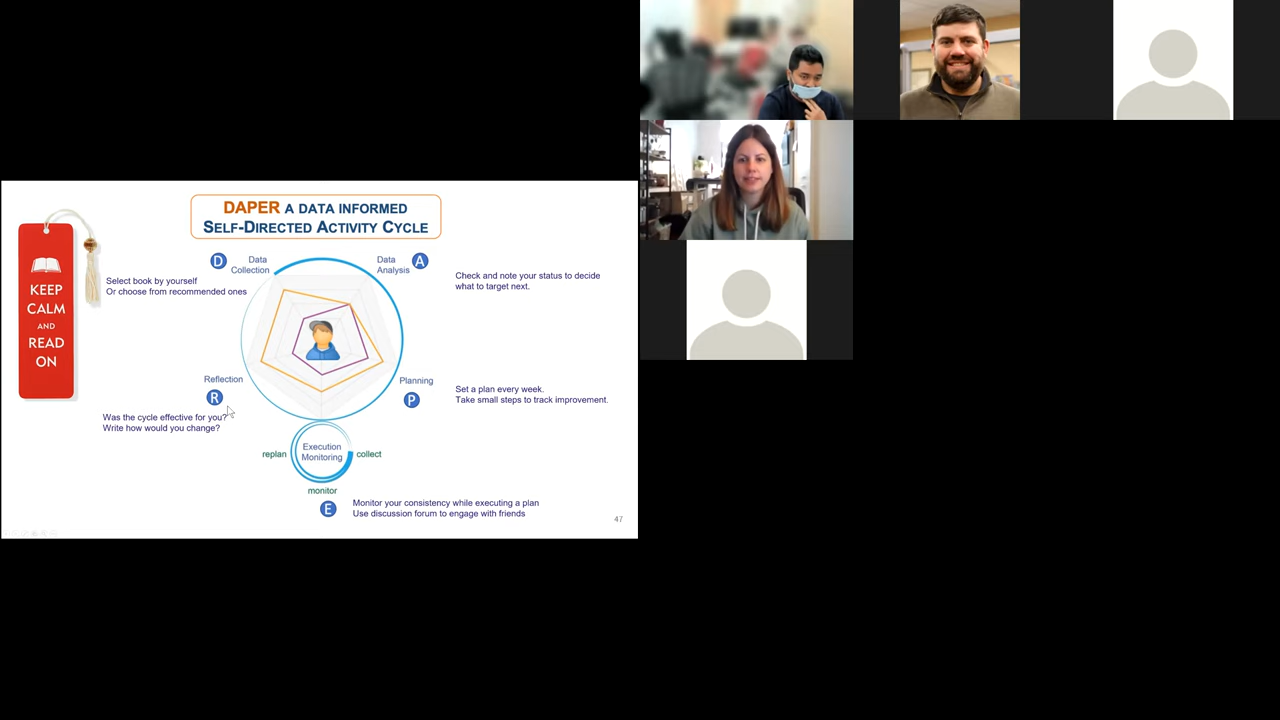 DAPER A DATA INFORMED
SELF-DIRECTED ACTIVITY CYCLE
KEEP
CALM
AND
READ
ON
D
Data
Collection
Select book by yourself
Or choose from recommended ones
Data
Analysis
A
Check and note your status to decide
what to target next.
Reflection
R
Was the cycle effective for you?
Write how would you change?
Planning
P
Set a plan every week.
Take small steps to track improvement.
replan
Execution
Monitoring
collect
monitor
E
Monitor your consistency while executing a plan
Use discussion forum to engage with friends
47